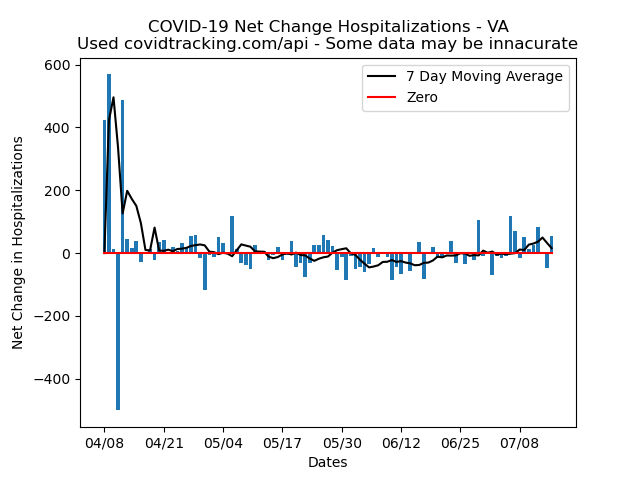 COVID-19 Net Change Hospitalizations - VA
Used covidtracking.com/api - Some data may be innacurate
7 Day Moving Average
Zero
Net Change in Hospitalizations
600
400
200
0
−200
−400
04/08 04/21 05/04 05/17 05/30 06/12 06/25 07/08
Dates